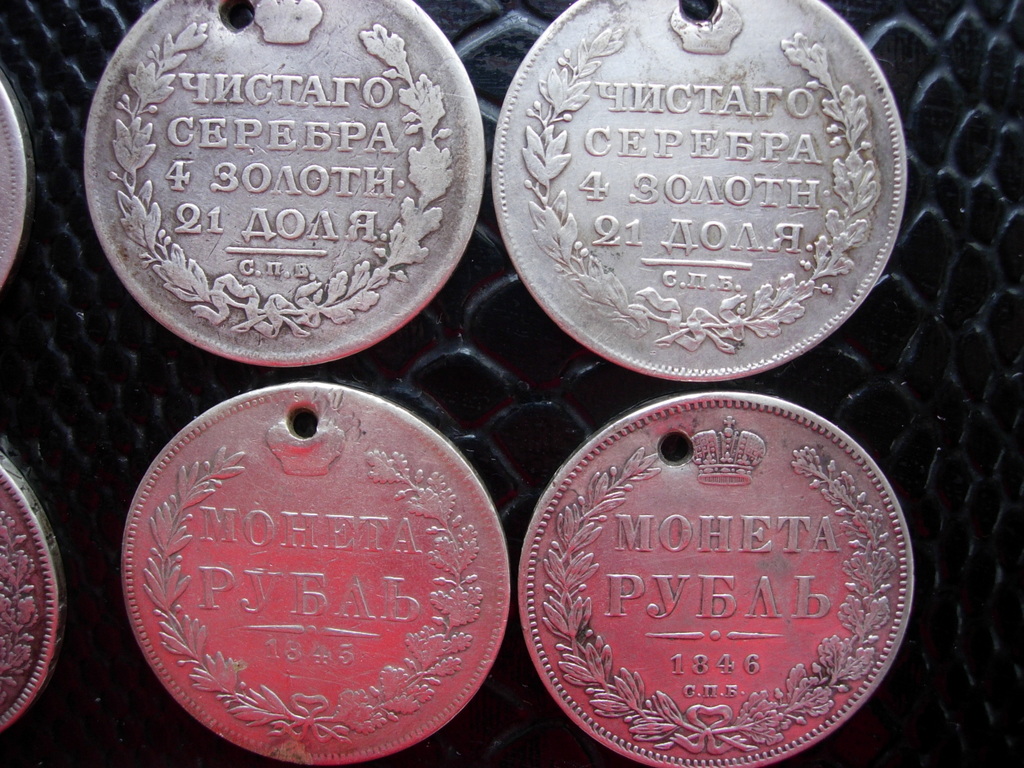 ЧИСТАГО
СЕРЕБРА
4 ЗОЛОТН.
21 ДОЛЯ.
С.П.Б.
ЧИСТАГО
СЕРЕБРА
4 ЗОЛОТН
21 ДОЛЯ.
С.П.Б.
МОНЕТА
РУБЛЬ
1845
МОНЕТА
РУБЛЬ
1846
С.П.Б.